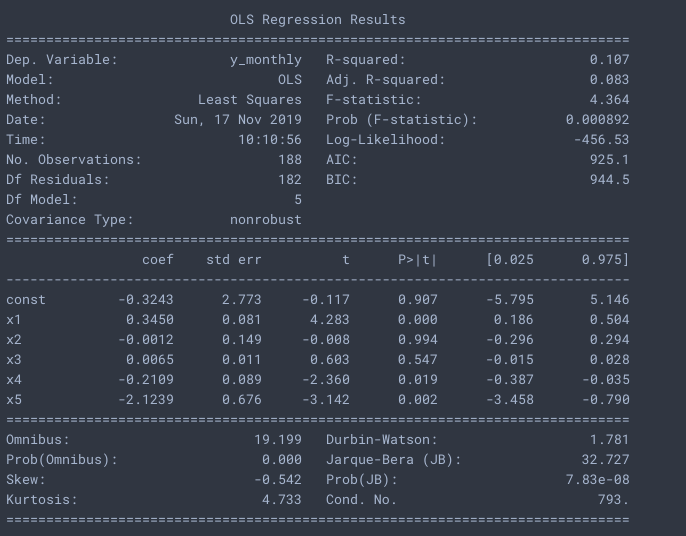 OLS Regression Results
==============================================================================
Dep. Variable:              y_monthly   R-squared:                       0.107
Model:                            OLS   Adj. R-squared:                  0.083
Method:                 Least Squares   F-statistic:                     4.364
Date:                Sun, 17 Nov 2019   Prob (F-statistic):           0.000892
Time:                        10:10:56   Log-Likelihood:                -456.53
No. Observations:                 188   AIC:                             925.1
Df Residuals:                     182   BIC:                             944.5
Df Model:                           5
Covariance Type:            nonrobust
==============================================================================
                 coef    std err          t      P>|t|      [0.025      0.975]
------------------------------------------------------------------------------
const         -0.3243      2.773     -0.117      0.907      -5.795       5.146
x1             0.3450      0.081      4.283      0.000       0.186       0.504
x2            -0.0012      0.149     -0.008      0.994      -0.296       0.294
x3             0.0065      0.011      0.603      0.547      -0.015       0.028
x4            -0.2109      0.089     -2.360      0.019      -0.387      -0.035
x5            -2.1239      0.676     -3.142      0.002      -3.458      -0.790
==============================================================================
Omnibus:                       19.199   Durbin-Watson:                   1.781
Prob(Omnibus):                  0.000   Jarque-Bera (JB):               32.727
Skew:                          -0.542   Prob(JB):                     7.83e-08
Kurtosis:                       4.733   Cond. No.                         793.
==============================================================================